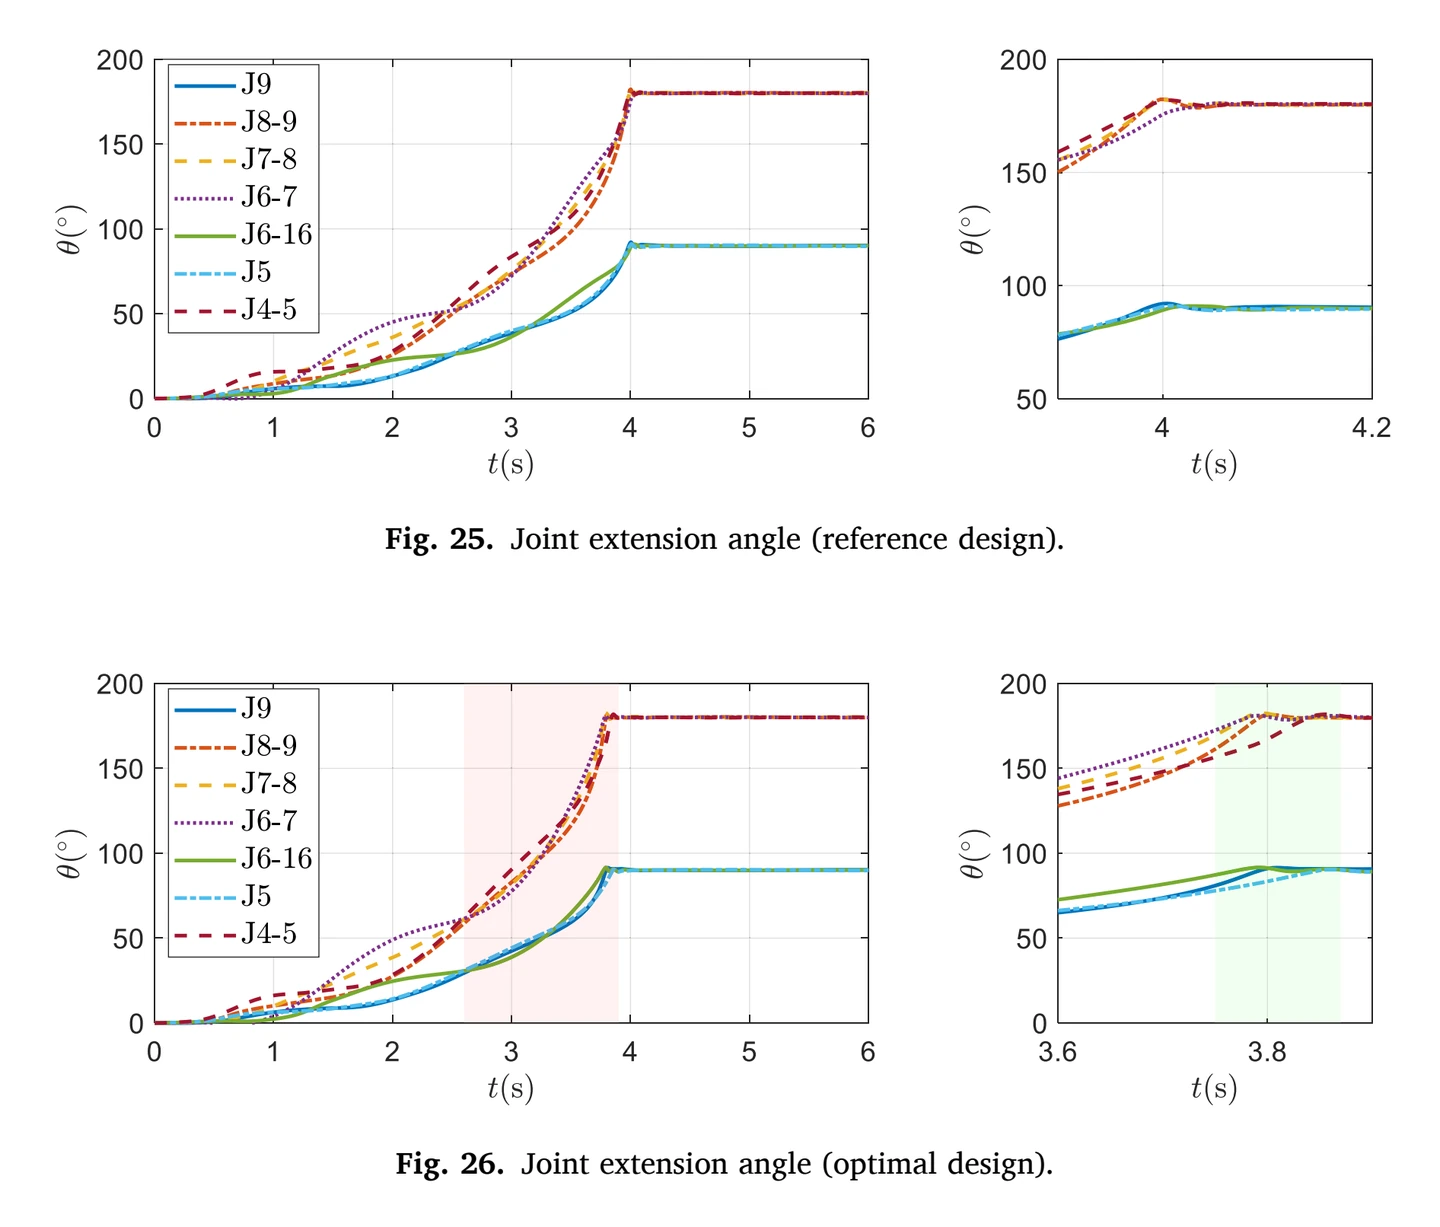 200
150
100
50
0
J9
J8-9
J7-8
J6-7
J6-16
J5
J4-5
θ(°)
0 1 2 3 4 5 6
t(s)
200
150
100
50
θ(°)
4 4.2
t(s)
Fig. 25. Joint extension angle (reference design).
200
150
100
50
0
J9
J8-9
J7-8
J6-7
J6-16
J5
J4-5
θ(°)
0 1 2 3 4 5 6
t(s)
200
150
100
50
0
θ(°)
3.6 3.8
t(s)
Fig. 26. Joint extension angle (optimal design).